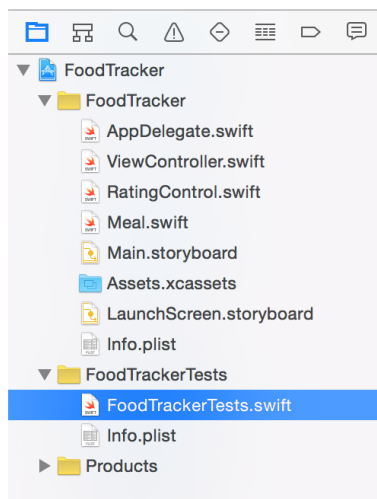 FoodTracker
FoodTracker
AppDelegate.swift
ViewController.swift
RatingControl.swift
Meal.swift
Main.storyboard
Assets.xcassets
LaunchScreen.storyboard
Info.plist
FoodTrackerTests
FoodTrackerTests.swift
Info.plist
Products